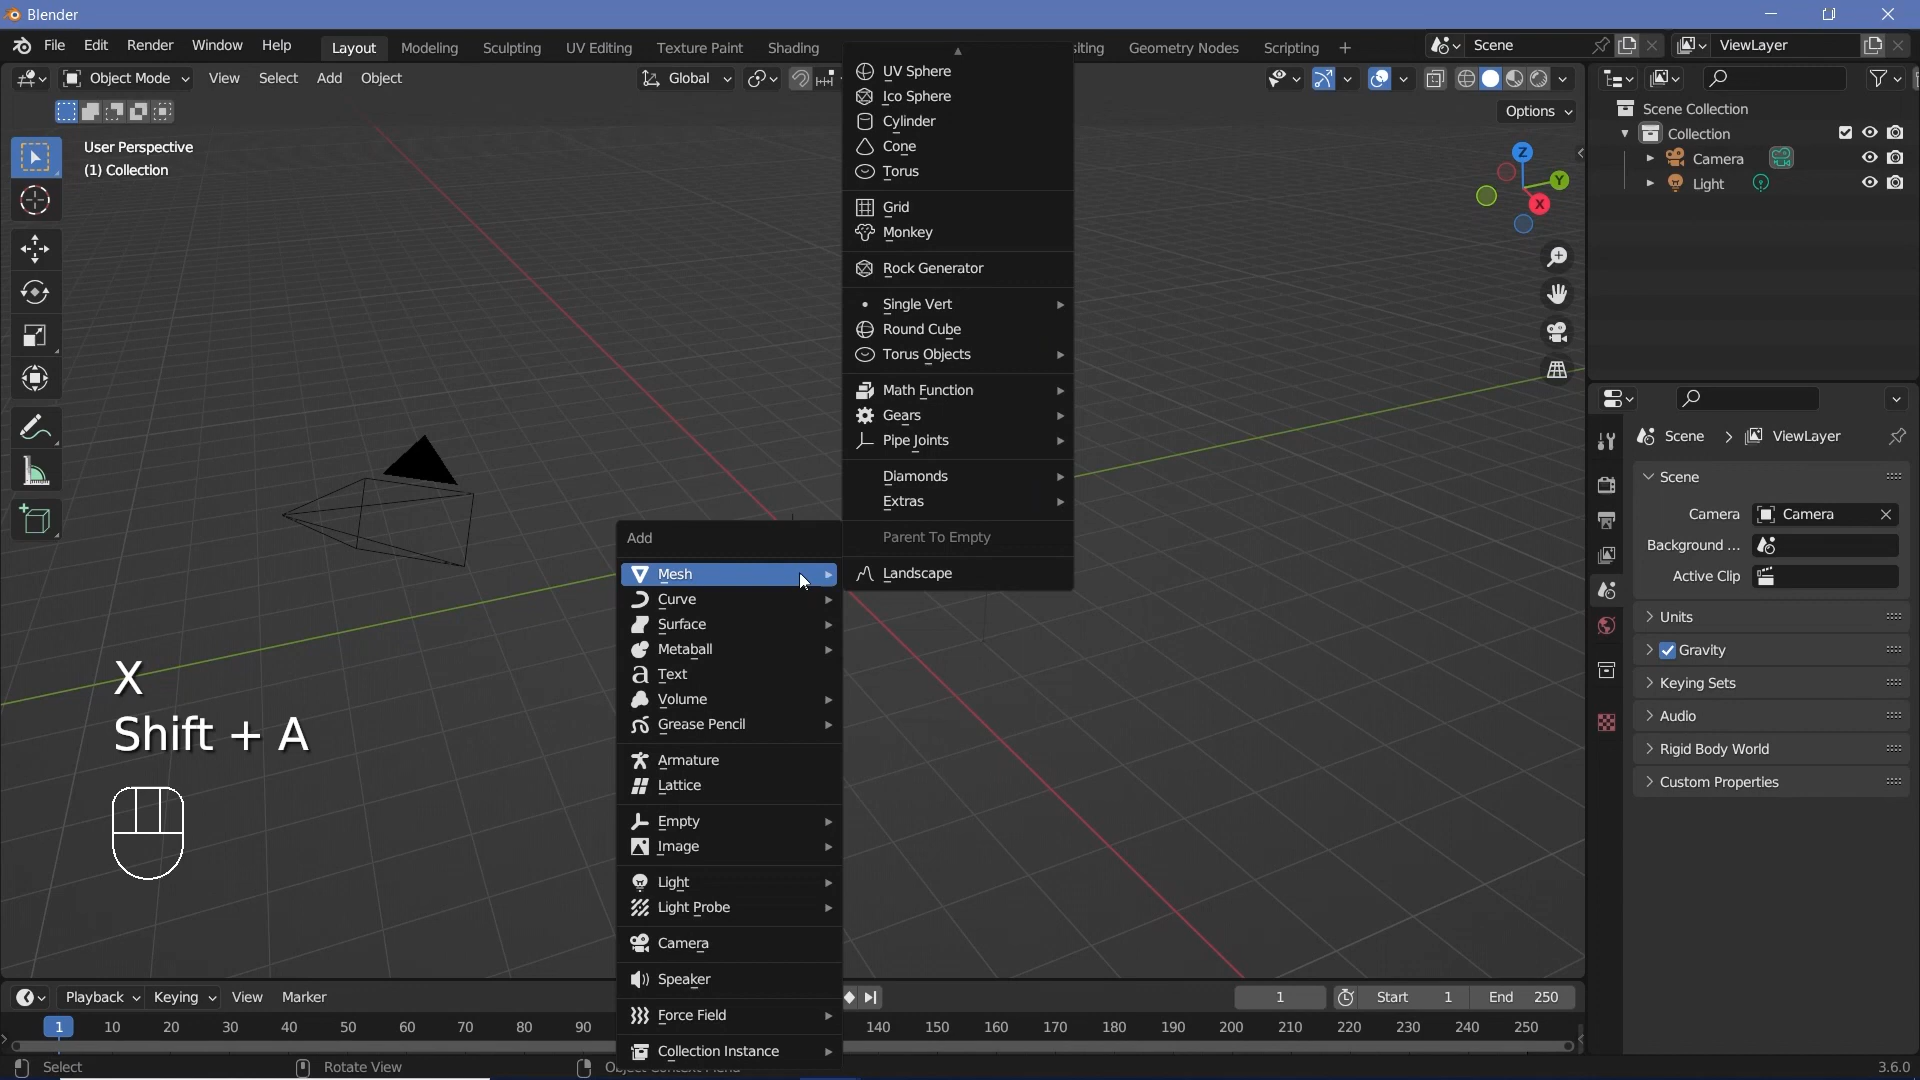 Blender
File Edit Render Window Help
Layout Modeling Sculpting UV Editing Texture Paint Shading siting Geometry Nodes Scripting
Scene
ViewLayer
Object Mode View Select Add Object
Global
Options
User Perspective
(1) Collection
Z
Y
X
UV Sphere
Ico Sphere
Cylinder
Cone
Torus
Grid
Monkey
Rock Generator
Single Vert
Round Cube
Torus Objects
Math Function
Gears
Pipe Joints
Diamonds
Extras
Parent To Empty
Landscape
Add
Mesh
Curve
Surface
Metaball
Text
Volume
Grease Pencil
Armature
Lattice
Empty
Image
Light
Light Probe
Camera
Speaker
Force Field
Collection Instance
X
Shift + A
Scene Collection
Collection
Camera
Light
Scene > ViewLayer
Scene
Camera Camera
Background ...
Active Clip
Units
Gravity
Keying Sets
Audio
Rigid Body World
Custom Properties
Playback Keying View Marker
1 Start 1 End 250
1 10 20 30 40 50 60 70 80 90 140 150 160 170 180 190 200 210 220 230 240 250
Select Rotate View
3.6.0